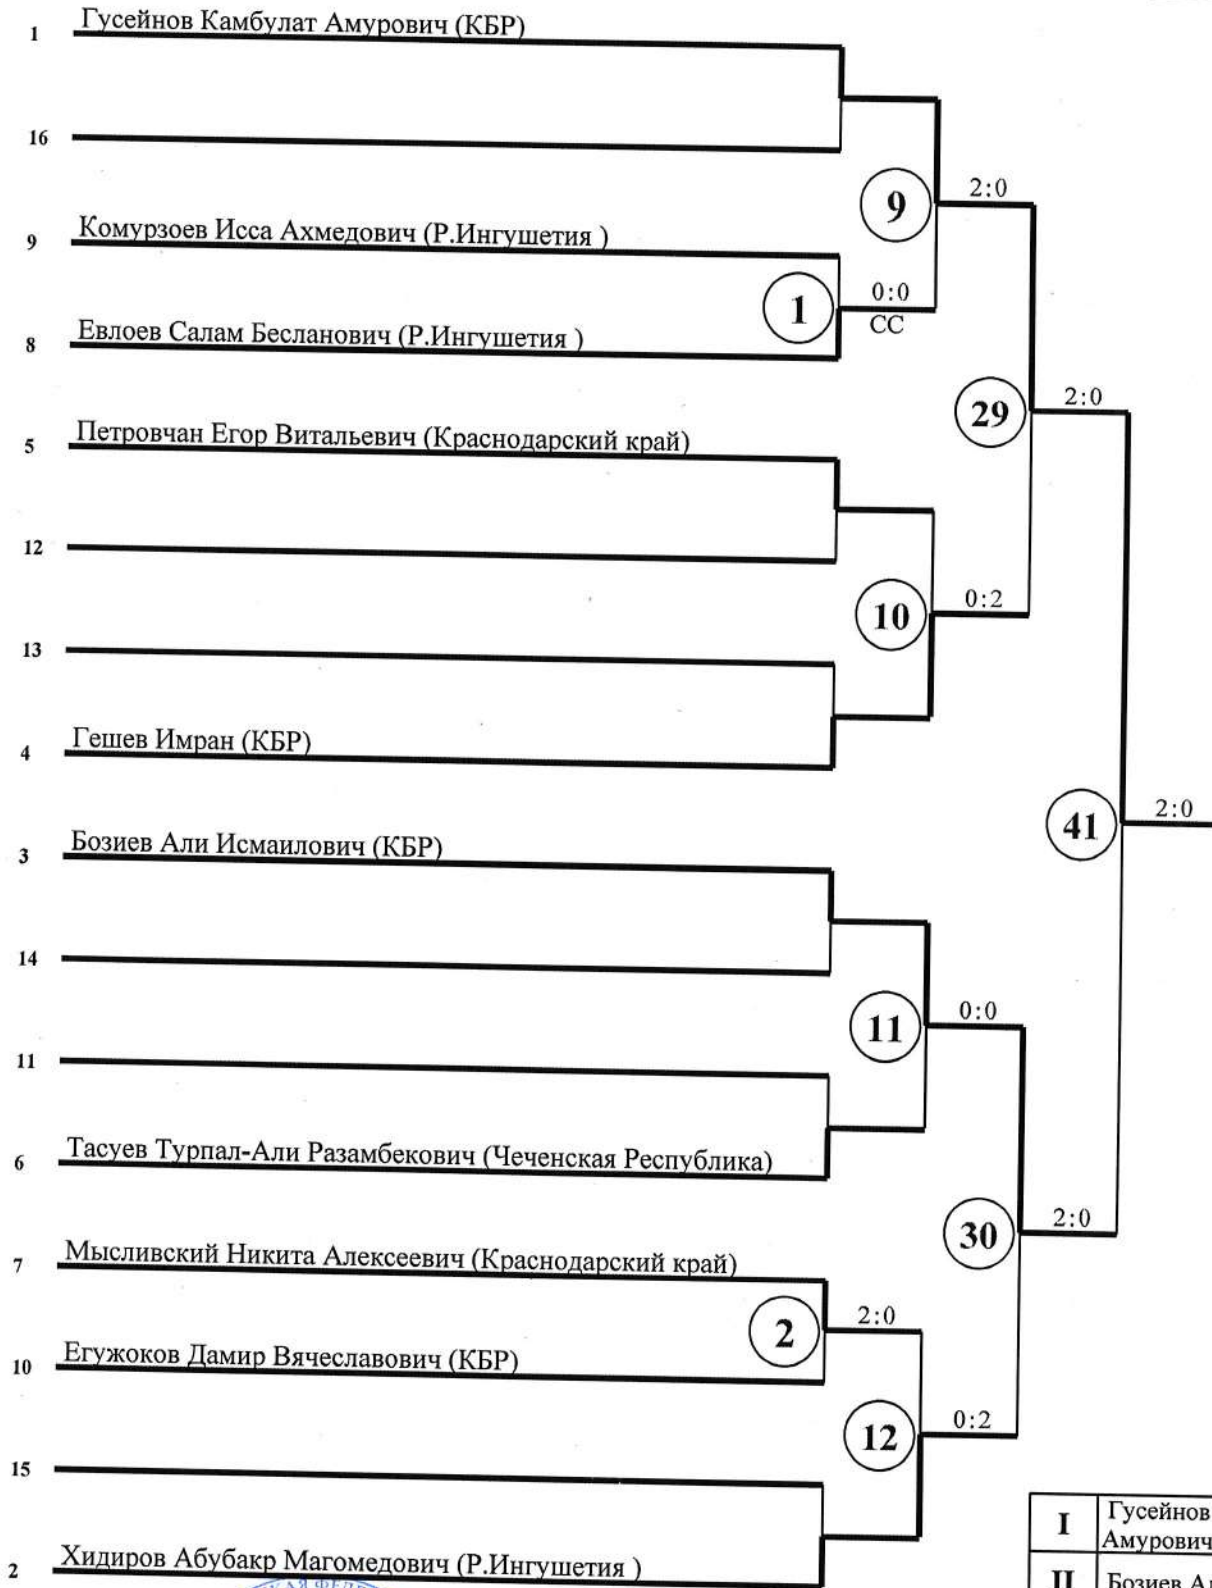 1 Гусейнов Камбулат Амурович (КБР)
16
9 2:0
9 Комурзоев Исса Ахмедович (Р.Ингушетия )
1 0:0
СС
8 Евлоев Салам Бесланович (Р.Ингушетия )
29 2:0
5 Петровчан Егор Витальевич (Краснодарский край)
12
10 0:2
13
4 Гешев Имран (КБР)
41 2:0
3 Бозиев Али Исмаилович (КБР)
14
11 0:0
11
6 Тасуев Турпал-Али Разамбекович (Чеченская Республика)
30 2:0
7 Мысливский Никита Алексеевич (Краснодарский край)
2 2:0
10 Егужоков Дамир Вячеславович (КБР)
12 0:2
15
I Гусейнов
Амурович
2 Хидиров Абубакр Магомедович (Р.Ингушетия )
II Бозиев